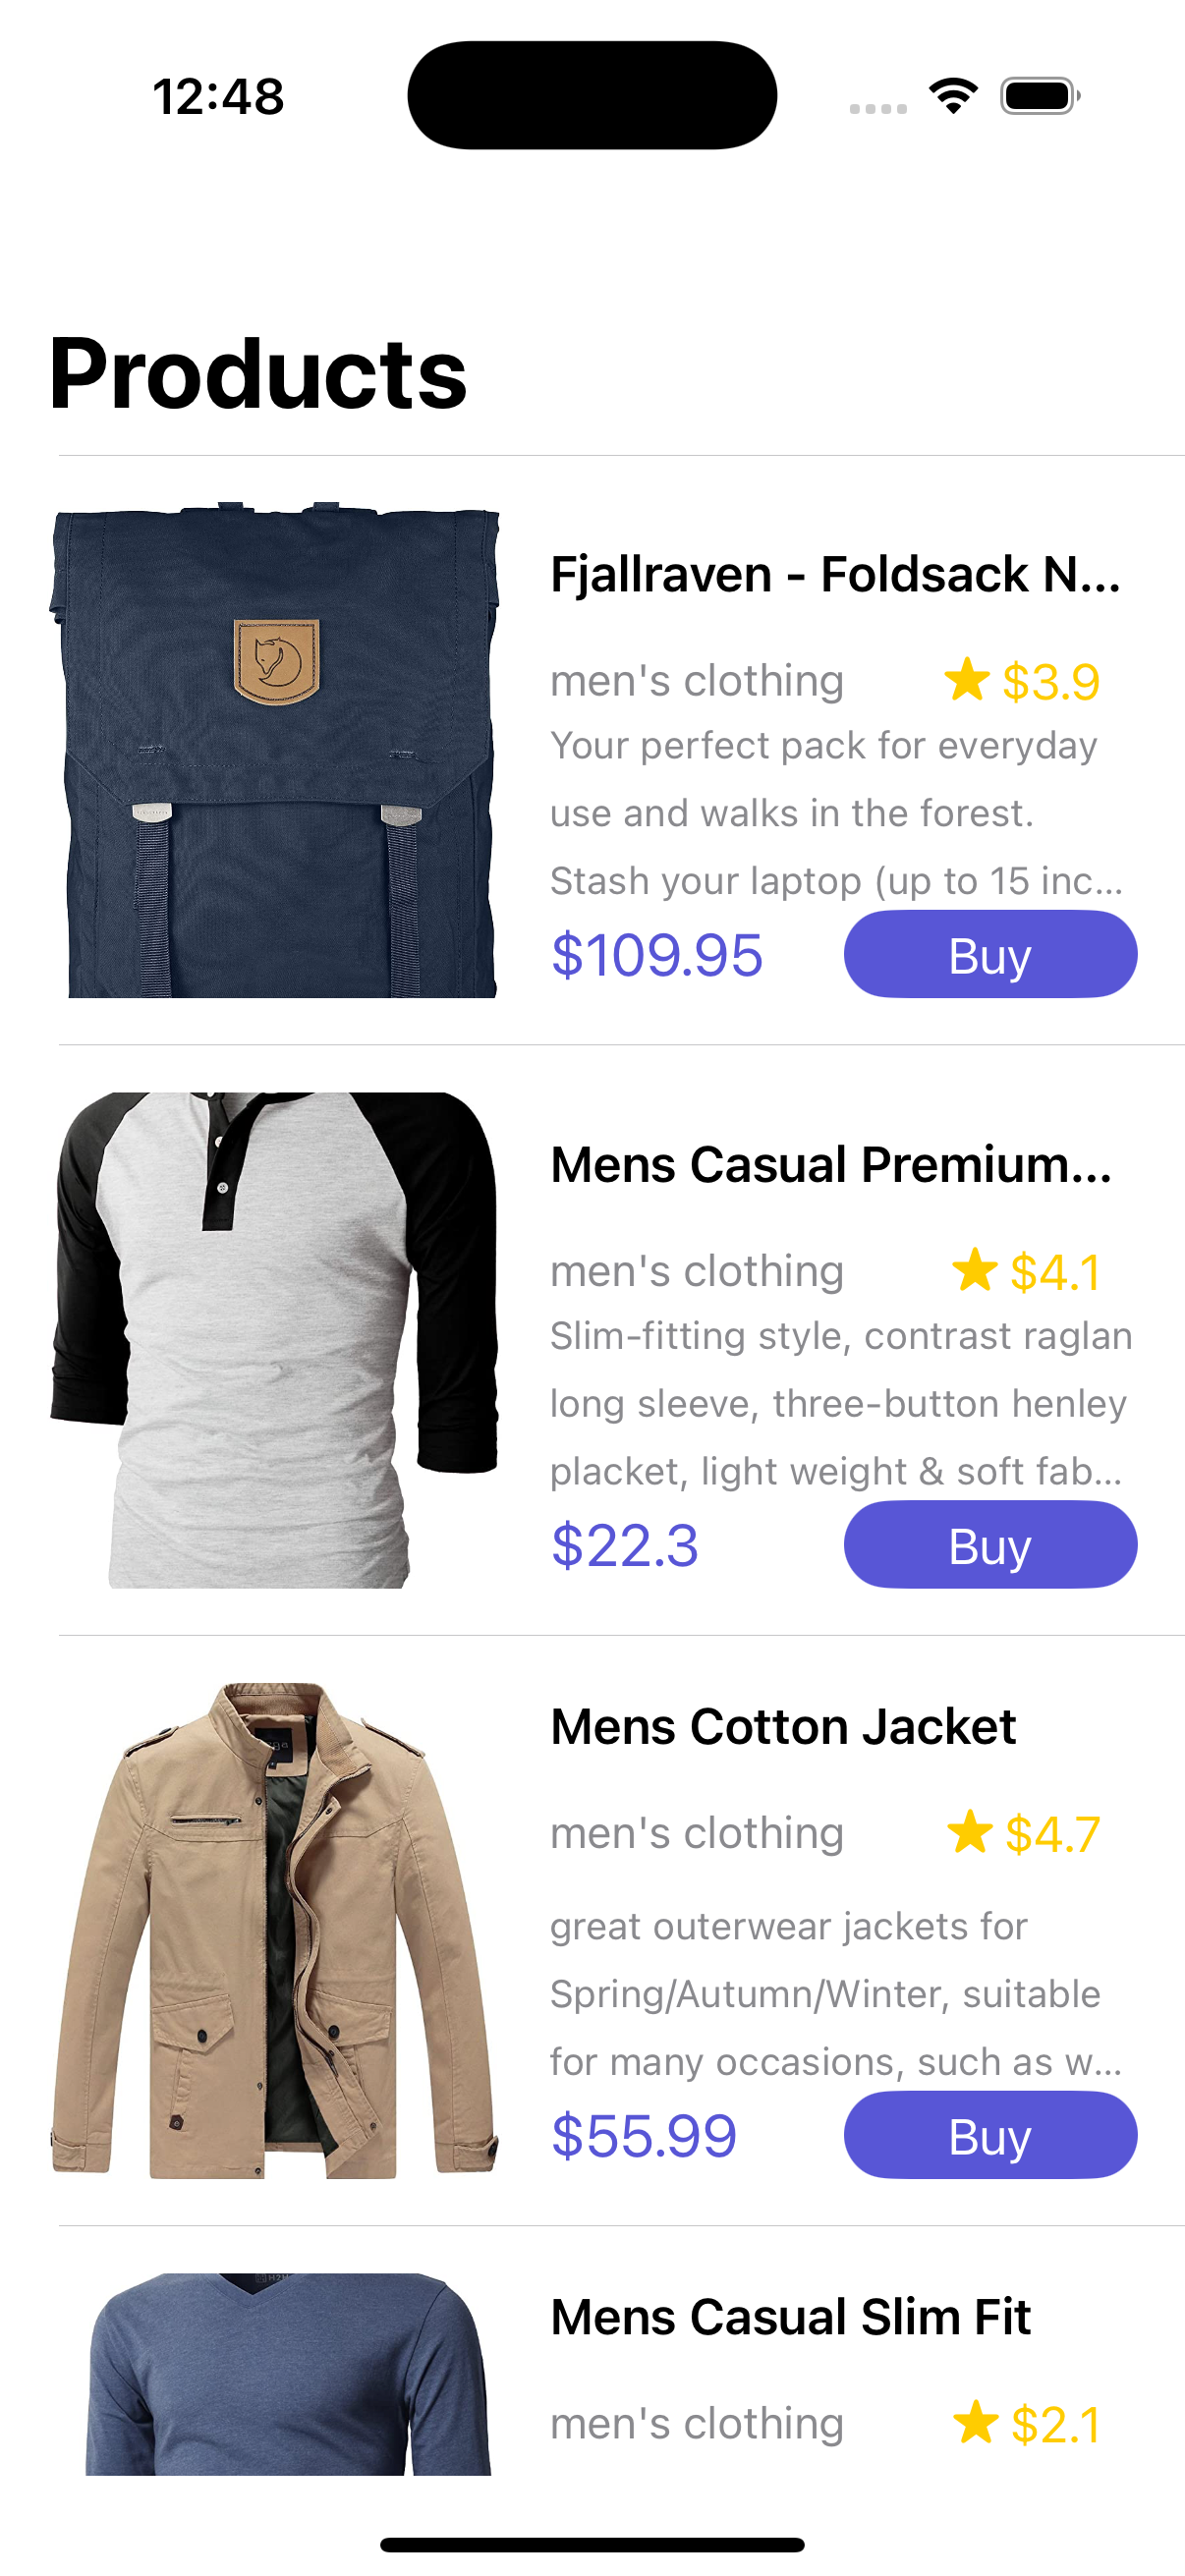 12:48
Products
Fjallraven - Foldsack N...
men's clothing ★ $3.9
Your perfect pack for everyday
use and walks in the forest.
Stash your laptop (up to 15 inc...
$109.95 Buy
Mens Casual Premium...
men's clothing ★ $4.1
Slim-fitting style, contrast raglan
long sleeve, three-button henley
placket, light weight & soft fab...
$22.3 Buy
Mens Cotton Jacket
men's clothing ★ $4.7
great outerwear jackets for
Spring/Autumn/Winter, suitable
for many occasions, such as w...
$55.99 Buy
Mens Casual Slim Fit
men's clothing ★ $2.1